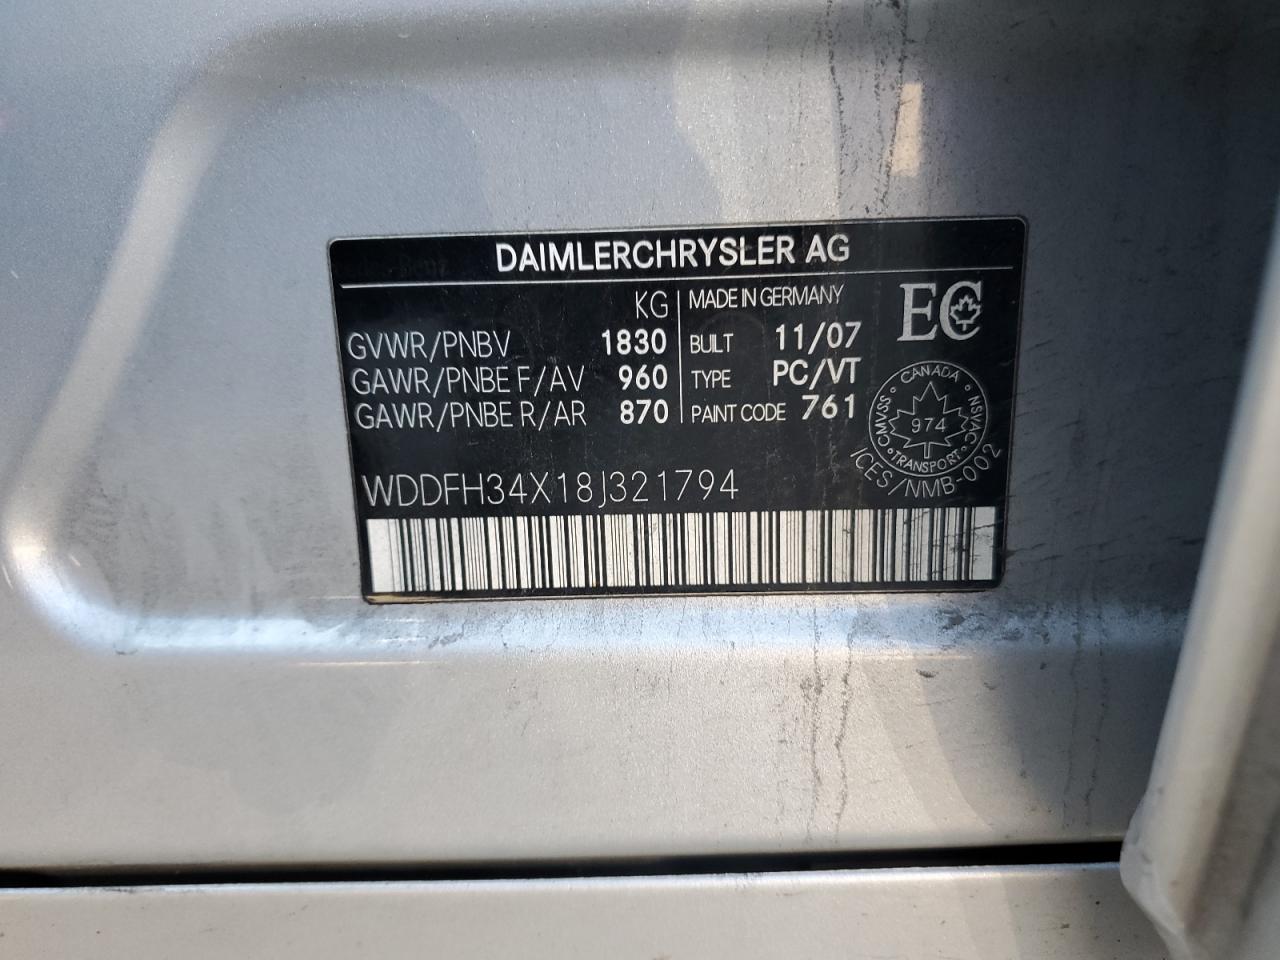 DAIMLERCHRYSLER AG
KG
GVWR/PNBV 1830
GAWR/PNBE F/AV 960
GAWR/PNBE R/AR 870
MADE IN GERMANY
BUILT 11/07
TYPE PC/VT
PAINT CODE 761
EC
CANADA
CMVSS 974 NSVAC
TRANSPORT
ICES/NMB-002
WDDFH34X18J321794